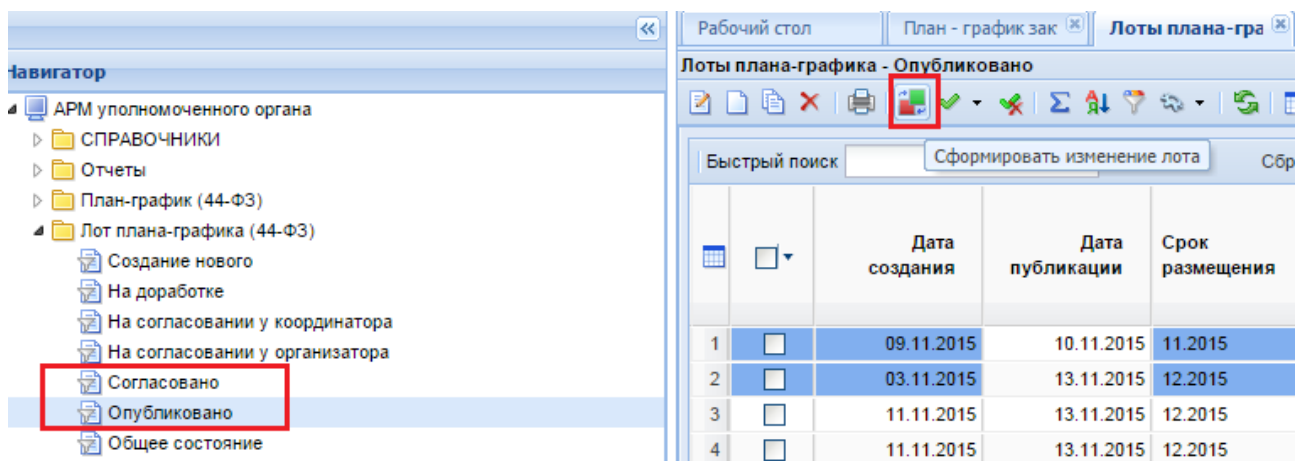 Рабочий стол
План - график зак
Лоты плана-гра
Навигатор
Лоты плана-графика - Опубликовано
АРМ уполномоченного органа
СПРАВОЧНИКИ
Отчеты
План-график (44-ФЗ)
Лот плана-графика (44-ФЗ)
Создание нового
На доработке
На согласовании у координатора
На согласовании у организатора
Согласовано
Опубликовано
Общее состояние
Быстрый поиск
Сформировать изменение лота
Сбр
Дата создания
Дата публикации
Срок размещения
1 09.11.2015 10.11.2015 11.2015
2 03.11.2015 13.11.2015 12.2015
3 11.11.2015 13.11.2015 12.2015
4 11.11.2015 13.11.2015 12.2015